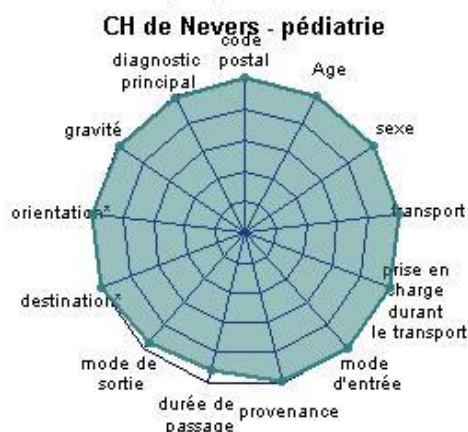 CH de Nevers - pédiatrie
code
postal
Age
sexe
transport
prise en
charge
durant
le transport
mode
d'entrée
provenance
durée de
passage
mode de
sortie
destination*
orientation*
gravité
diagnostic
principal